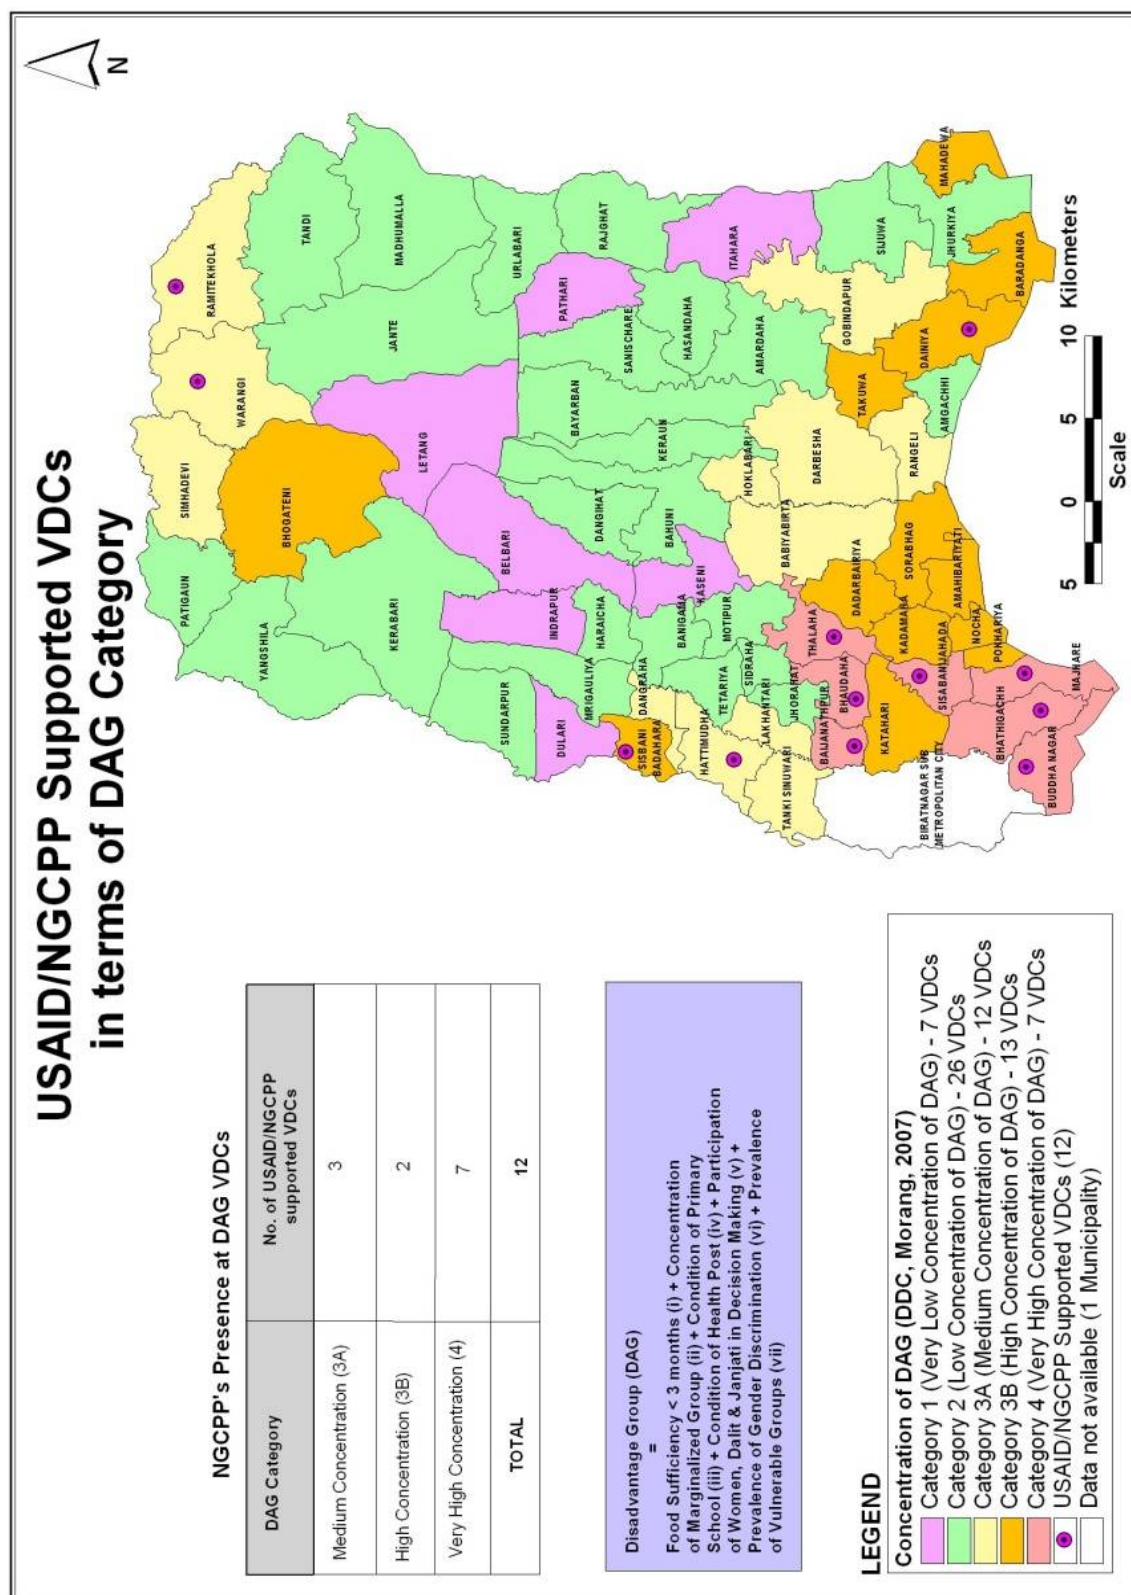 USAID/NGCPP Supported VDCs
in terms of DAG Category
N
NGCPP's Presence at DAG VDCs
DAG Category
No. of USAID/NGCPP
supported VDCs
Medium Concentration (3A)
3
High Concentration (3B)
2
Very High Concentration (4)
7
TOTAL
12
Disadvantage Group (DAG)
=
Food Sufficiency < 3 months (i) + Concentration
of Marginalized Group (ii) + Condition of Primary
School (iii) + Condition of Health Post (iv) + Participation
of Women, Dalit & Janjati in Decision Making (v) +
Prevalence of Gender Discrimination (vi) + Prevalence
of Vulnerable Groups (vii)
LEGEND
Concentration of DAG (DDC, Morang, 2007)
Category 1 (Very Low Concentration of DAG) - 7 VDCs
Category 2 (Low Concentration of DAG) - 26 VDCs
Category 3A (Medium Concentration of DAG) - 12 VDCs
Category 3B (High Concentration of DAG) - 13 VDCs
Category 4 (Very High Concentration of DAG) - 7 VDCs
USAID/NGCPP Supported VDCs (12)
Data not available (1 Municipality)
PATIGAUN
SIMHADEVI
WARANGI
RAMITEKHOLA
YANGSHILA
BHOGATENI
TANDI
KERABARI
LETANG
JANTE
MADHUMALLA
SUNDARPUR
BELBARI
URLABARI
DULARI
INDRAPUR
PATHARI
RAJGHAT
MRIGAULIYA
HARAICHA
DANGIHAT
BAYARBAN
SANISCHARE
SISBANI
BADAHARA
DANGRAHA
BANIGAMA
BAHUNI
KERAUN
HASANDAHA
HATTIMUDHA
TETARIYA
MOTIPUR
KASENI
HOKLABARI
AMARDAHA
ITAHARA
LAKHANTARI
SIDRAHA
BABIYABIRTA
DARBESHA
TANKI SINUWARI
JHORAHAT
THALAHA
BAIJANATHPUR
BHAUDAHA
DADARBAIRIYA
TAKUWA
GOBINDAPUR
SIJUWA
KATAHARI
KADAMAHA
SORABHAG
RANGELI
DAINIYA
JHURKIYA
MAHADEWA
BIRATNAGAR SUB
METROPOLITAN CITY
SISABANIJAHADA
AMAHIBARIYATI
AMGACHHI
BARADANGA
BHATHIGACHH
NOCHA
POKHARIYA
BUDDHA NAGAR
MAJHARE
5
0
5
10 Kilometers
Scale